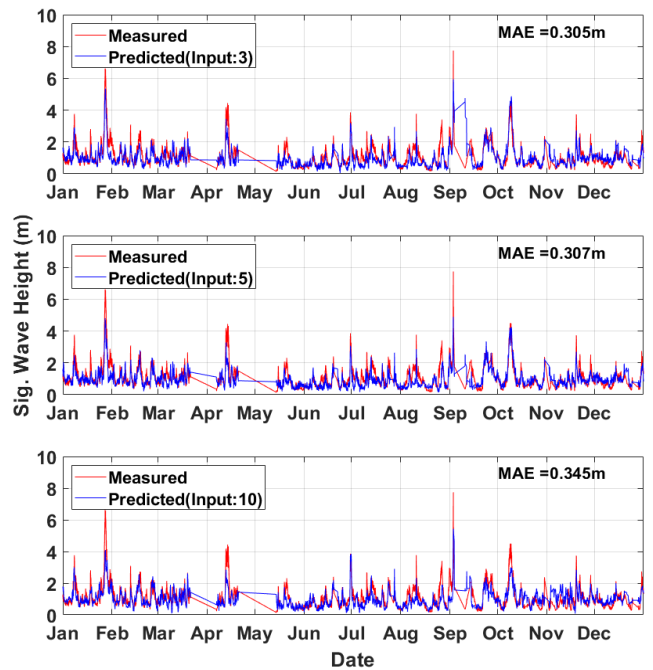 10
8
6
4
2
0
Measured
Predicted(Input:3)
MAE =0.305m
Jan Feb Mar Apr May Jun Jul Aug Sep Oct Nov Dec
Sig. Wave Height (m)
10
8
6
4
2
0
Measured
Predicted(Input:5)
MAE =0.307m
Jan Feb Mar Apr May Jun Jul Aug Sep Oct Nov Dec
10
8
6
4
2
0
Measured
Predicted(Input:10)
MAE =0.345m
Jan Feb Mar Apr May Jun Jul Aug Sep Oct Nov Dec
Date